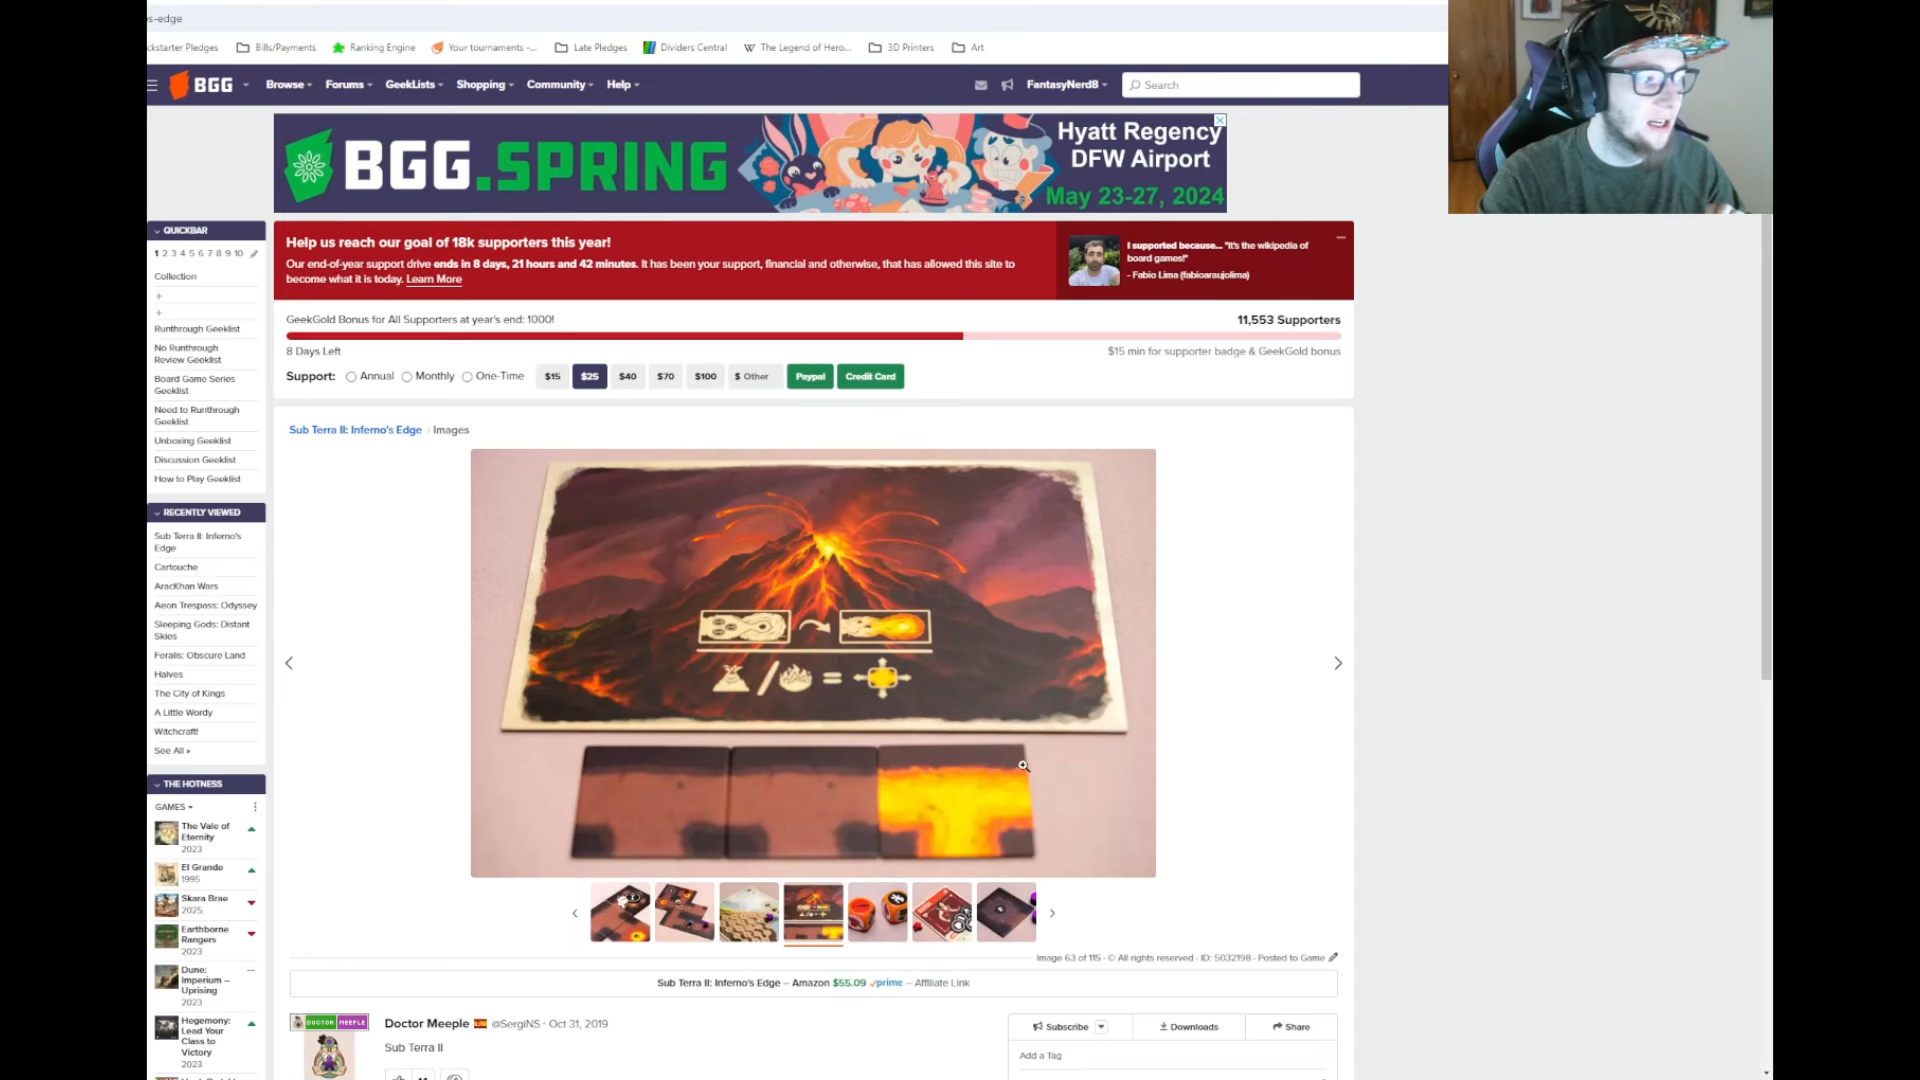 os-edge
ckstarter Pledges
Bills/Payments
Ranking Engine
Your tournaments -...
Late Pledges
Dividers Central
W The Legend of Hero...
3D Printers
Art
BGG
Browse
Forums
GeekLists
Shopping
Community
Help
FantasyNerd8
Search
BGG.SPRING
Hyatt Regency
DFW Airport
May 23-27, 2024
QUICKBAR
1 2 3 4 5 6 7 8 9 10
Collection
+
+
Runthrough Geeklist
No Runthrough
Review Geeklist
Board Game Series
Geeklist
Need to Runthrough
Geeklist
Unboxing Geeklist
Discussion Geeklist
How to Play Geeklist
Help us reach our goal of 18k supporters this year!
Our end-of-year support drive ends in 8 days, 21 hours and 42 minutes. It has been your support, financial and otherwise, that has allowed this site to
become what it is today. Learn More
I supported because... "It's the wikipedia of
board games!"
- Fabio Lima (fabioaraujolima)
GeekGold Bonus for All Supporters at year's end: 1000!
11,553 Supporters
8 Days Left
$15 min for supporter badge & GeekGold bonus
Support:
Annual
Monthly
One-Time
$15
$25
$40
$70
$100
$ Other
Paypal
Credit Card
RECENTLY VIEWED
Sub Terra II: Inferno's
Edge
Cartouche
AracKhan Wars
Aeon Trespass: Odyssey
Sleeping Gods: Distant
Skies
Feralis: Obscure Land
Halves
The City of Kings
A Little Wordy
Witchcraft!
See All »
THE HOTNESS
GAMES
The Vale of
Eternity
2023
El Grande
1995
Skara Brae
2025
Earthborne
Rangers
2023
Dune:
Imperium –
Uprising
2023
Hegemony:
Lead Your
Class to
Victory
2023
Sub Terra II: Inferno's Edge › Images
/ =
Image 63 of 115 · © All rights reserved · ID: 5032198 · Posted to Game
Sub Terra II: Inferno's Edge – Amazon $55.09 prime – Affiliate Link
DOCTOR MEEPLE
Doctor Meeple @SergiNS · Oct 31, 2019
Sub Terra II
Subscribe
Downloads
Share
Add a Tag